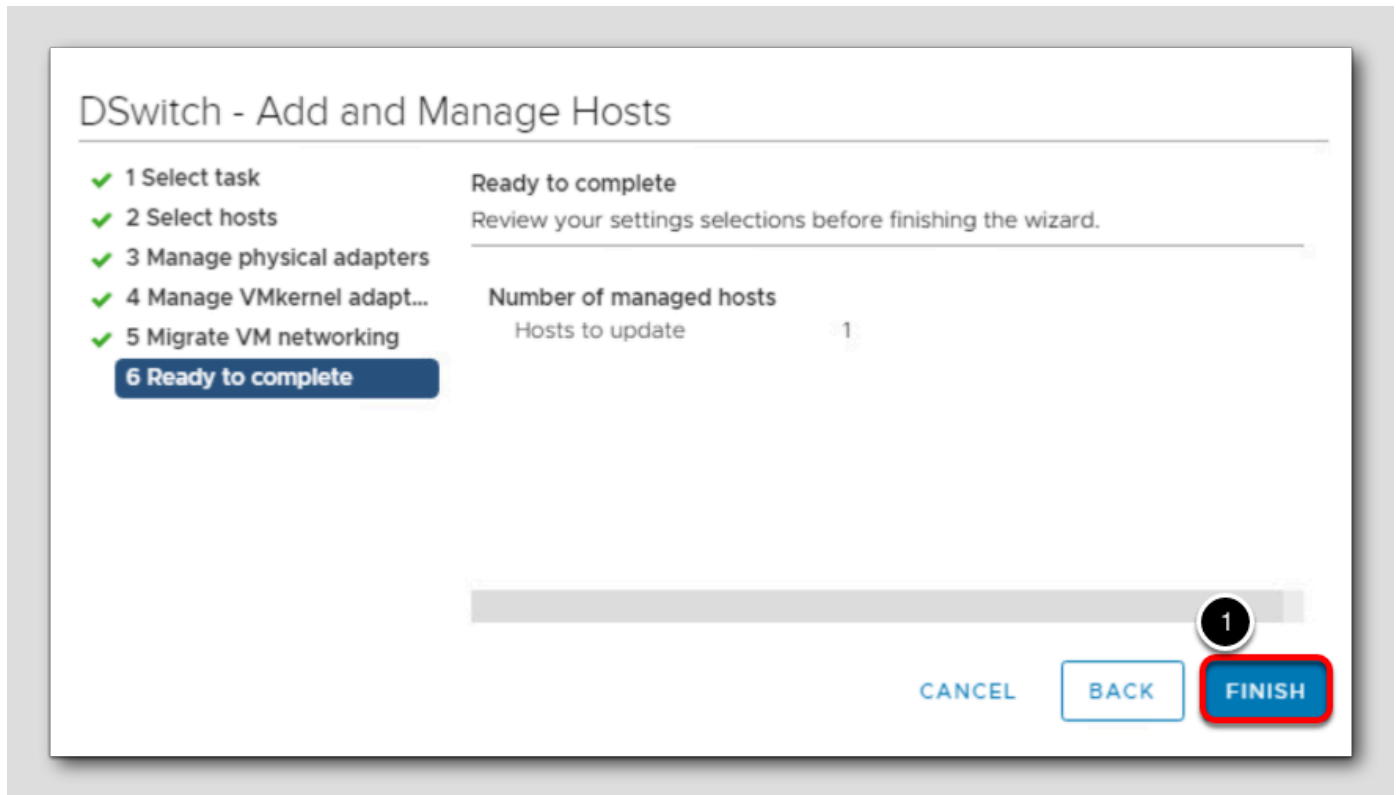 DSwitch - Add and Manage Hosts
1 Select task
2 Select hosts
3 Manage physical adapters
4 Manage VMkernel adapt...
5 Migrate VM networking
6 Ready to complete
Ready to complete
Review your settings selections before finishing the wizard.
Number of managed hosts
Hosts to update 1
1
CANCEL BACK FINISH